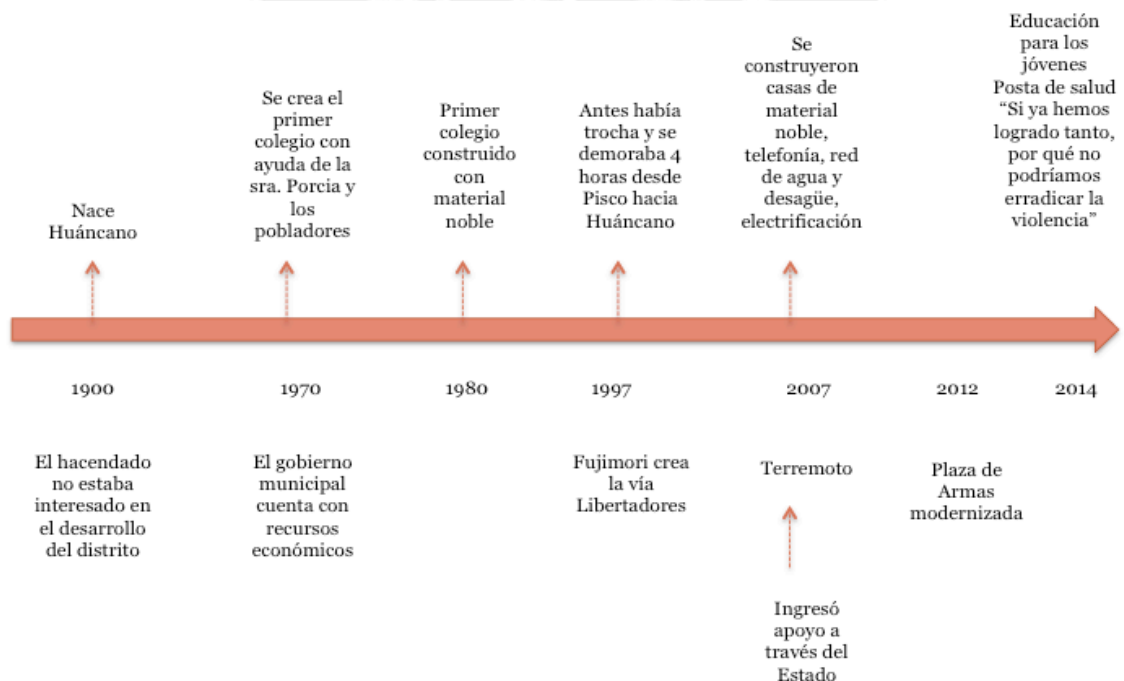 Nace
Huáncano
Se crea el
primer
colegio con
ayuda de la
sra. Porcia y
los
pobladores
Primer
colegio
construido
con
material
noble
Antes había
trocha y se
demoraba 4
horas desde
Pisco hacia
Huáncano
Se
construyeron
casas de
material
noble,
telefonía, red
de agua y
desagüe,
electrificación
Educación
para los
jóvenes
Posta de salud
“Si ya hemos
logrado tanto,
por qué no
podríamos
erradicar la
violencia”
1900
1970
1980
1997
2007
2012
2014
El hacendado
no estaba
interesado en
el desarrollo
del distrito
El gobierno
municipal
cuenta con
recursos
económicos
Fujimori crea
la vía
Libertadores
Terremoto
Ingresó
apoyo a
través del
Estado
Plaza de
Armas
modernizada